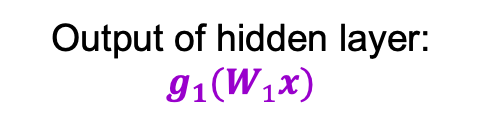 Output of hidden layer:
g₁(W₁x)